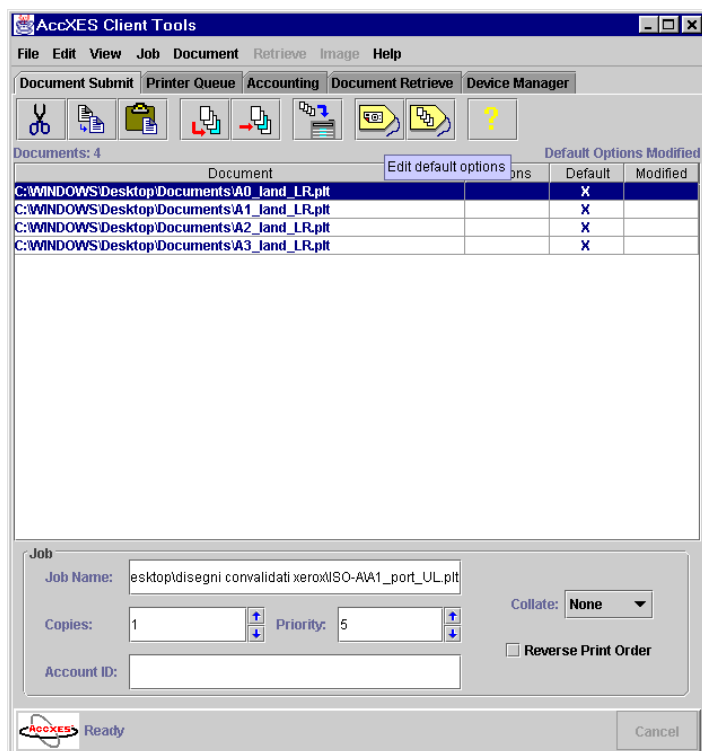 AccXES Client Tools
File Edit View Job Document Retrieve Image Help
Document Submit Printer Queue Accounting Document Retrieve Device Manager
?
Documents: 4 Default Options Modified
Edit default options
Document ons Default Modified
C:\WINDOWS\Desktop\Documents\A0_land_LR.plt X
C:\WINDOWS\Desktop\Documents\A1_land_LR.plt X
C:\WINDOWS\Desktop\Documents\A2_land_LR.plt X
C:\WINDOWS\Desktop\Documents\A3_land_LR.plt X
Job
Job Name: esktop\disegni convalidati xerox\ISO-A\A1_port_UL.plt
Collate: None
Copies: 1 Priority: 5
Reverse Print Order
Account ID:
AccXES Ready Cancel